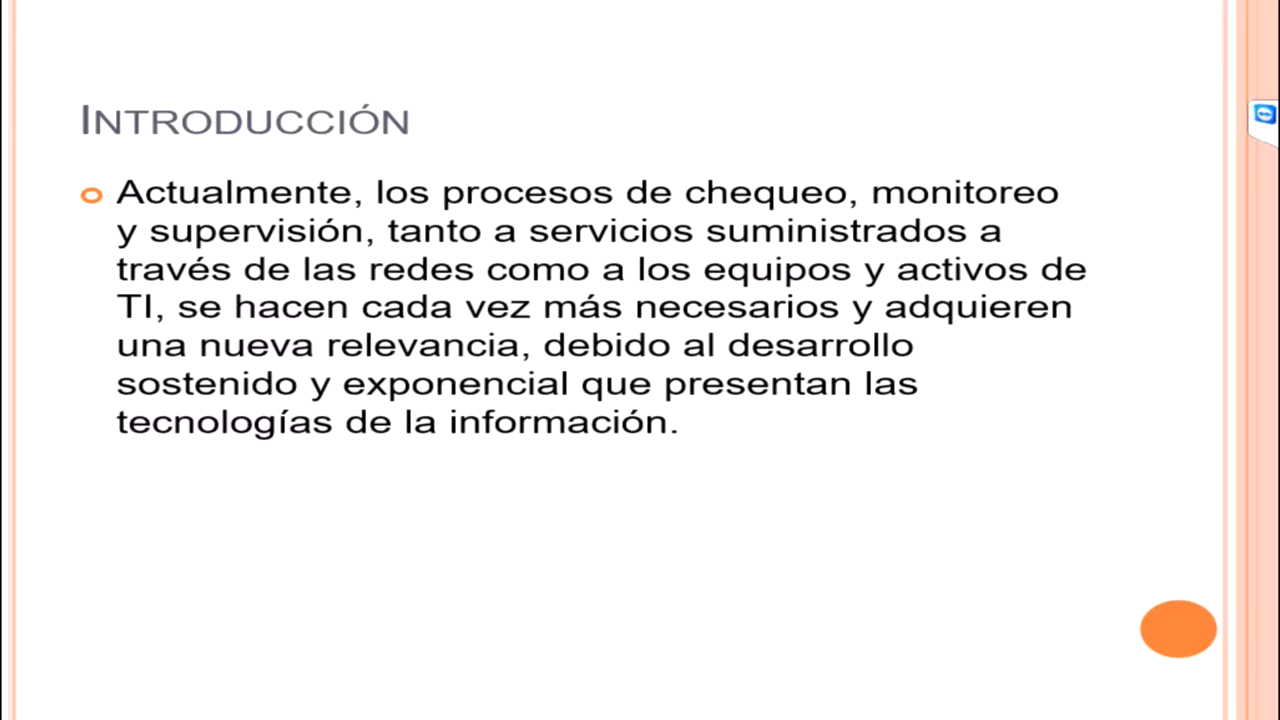 INTRODUCCIÓN
Actualmente, los procesos de chequeo, monitoreo
y supervisión, tanto a servicios suministrados a
través de las redes como a los equipos y activos de
TI, se hacen cada vez más necesarios y adquieren
una nueva relevancia, debido al desarrollo
sostenido y exponencial que presentan las
tecnologías de la información.